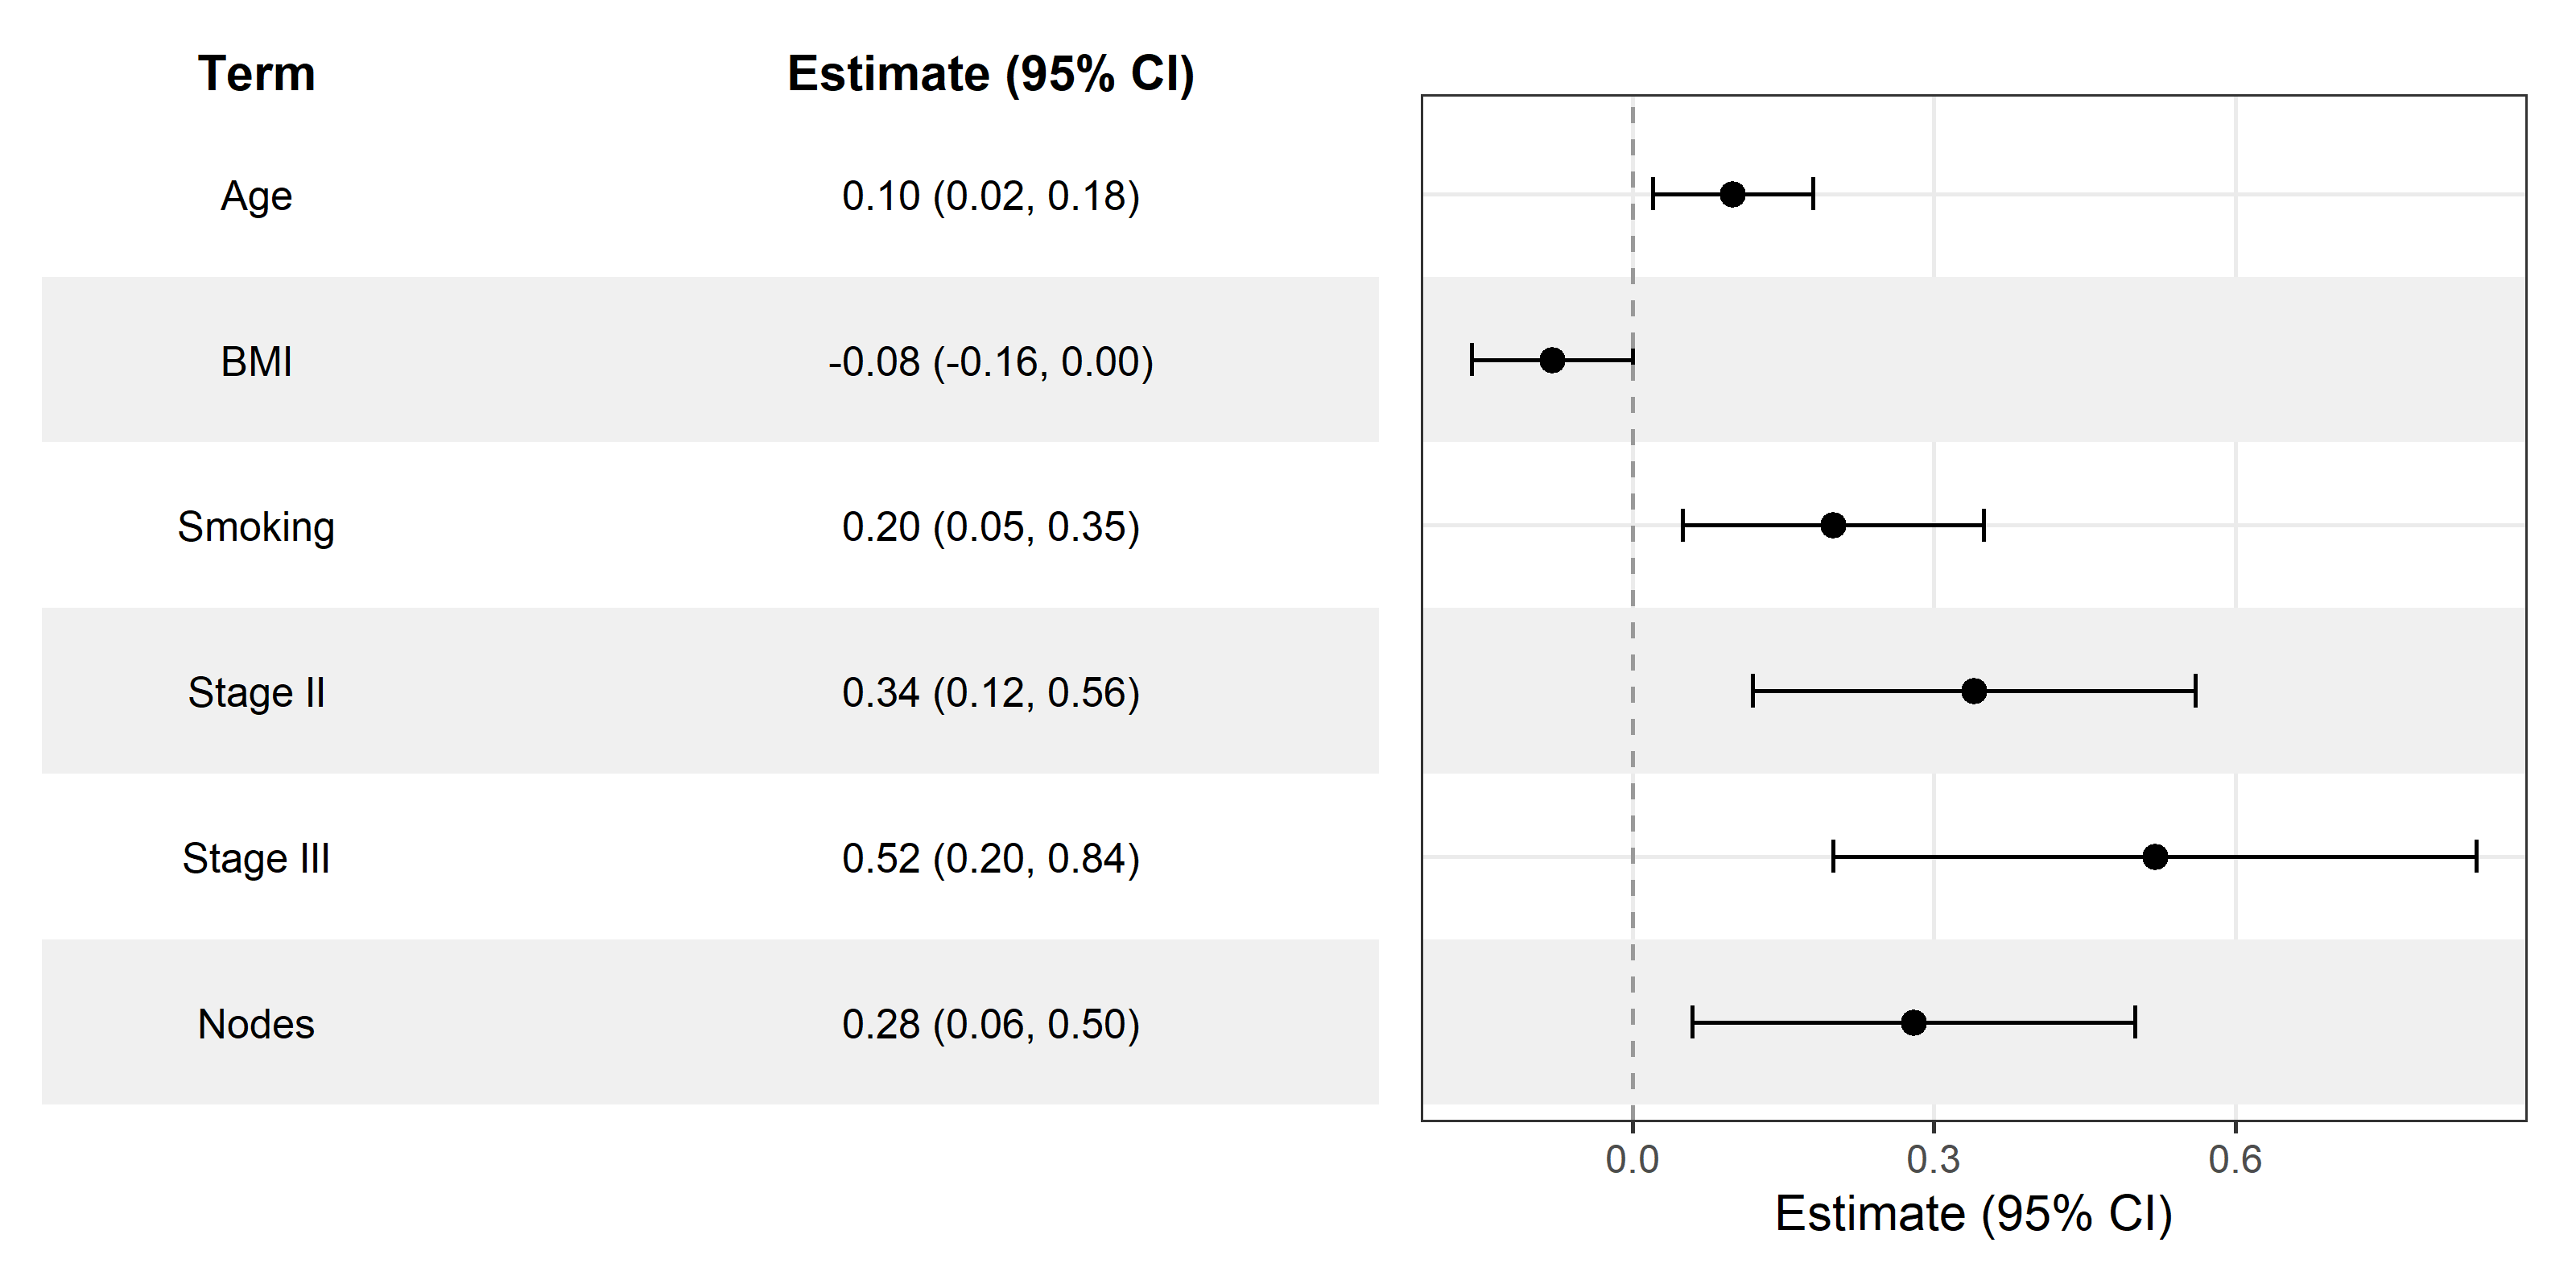 Term Estimate (95% CI)
Age 0.10 (0.02, 0.18)
BMI -0.08 (-0.16, 0.00)
Smoking 0.20 (0.05, 0.35)
Stage II 0.34 (0.12, 0.56)
Stage III 0.52 (0.20, 0.84)
Nodes 0.28 (0.06, 0.50)
0.0 0.3 0.6
Estimate (95% CI)